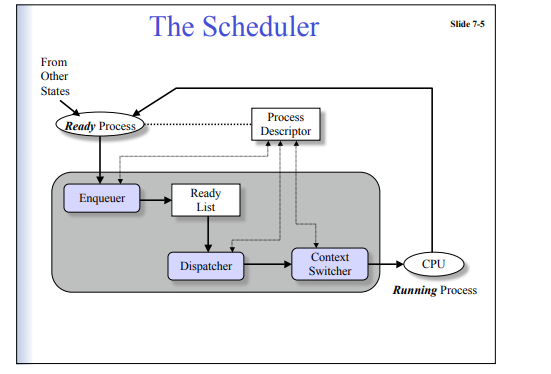 The Scheduler
Slide 7-5
From
Other
States
Ready Process
Process
Descriptor
Enqueuer
Ready
List
Dispatcher
Context
Switcher
CPU
Running Process